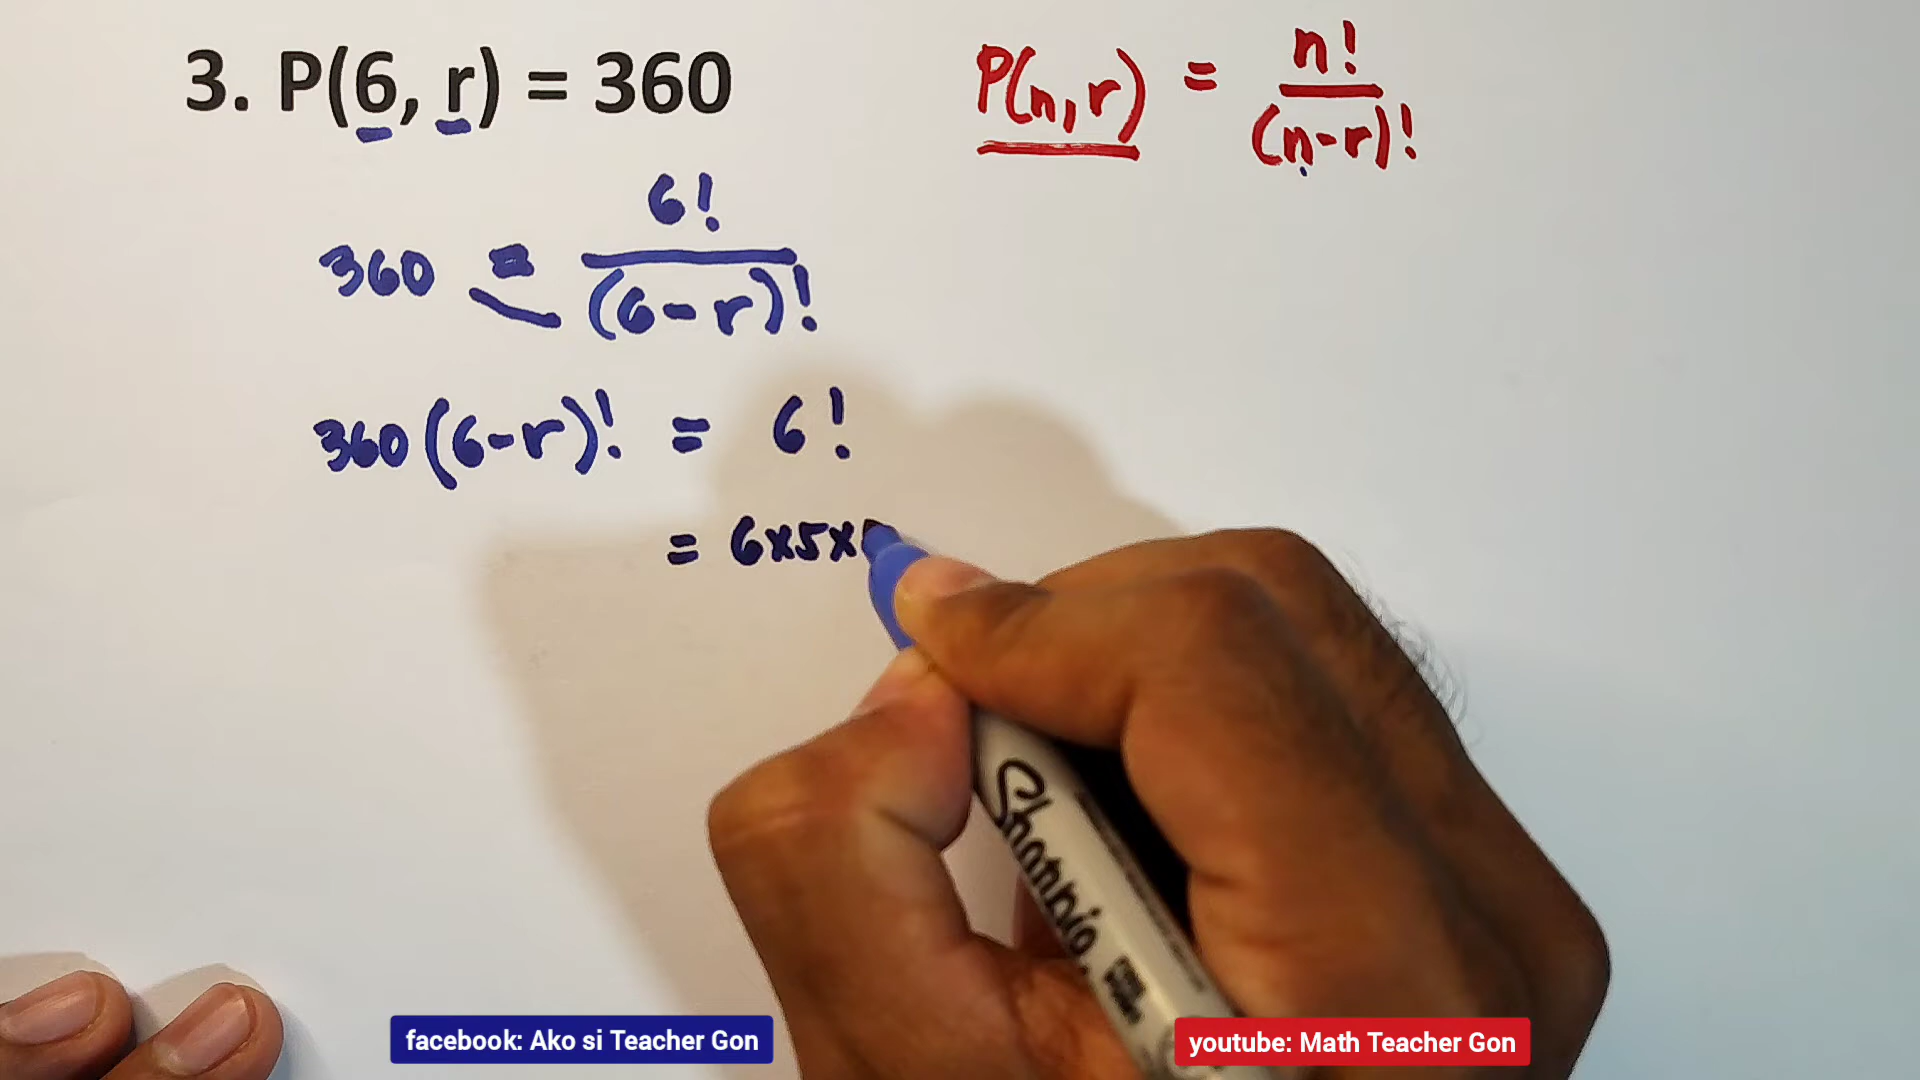 3. P(6, r) = 360
P(n,r) = n!/(n-r)!
360 = 6!/(6-r)!
360(6-r)! = 6!
= 6x5x
Sharpie.
facebook: Ako si Teacher Gon
youtube: Math Teacher Gon